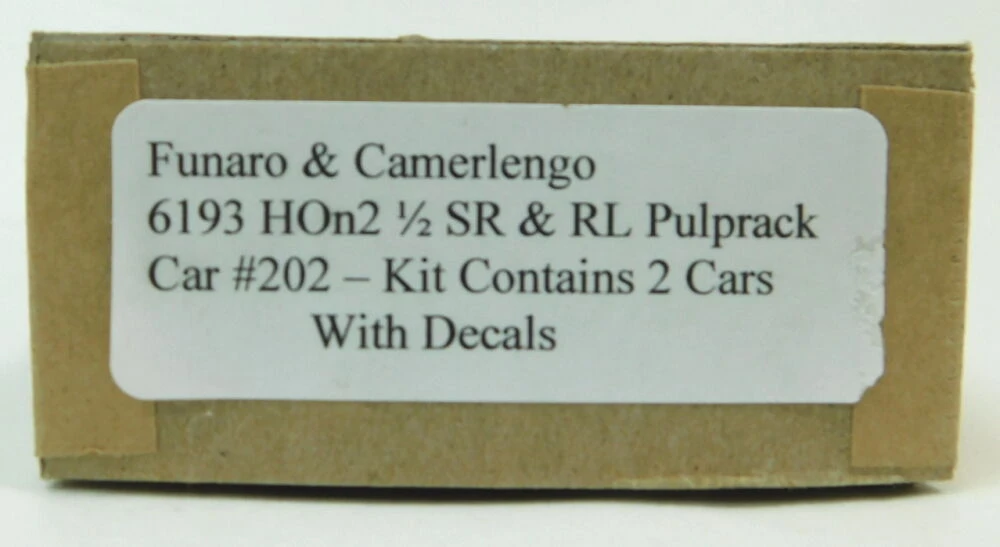 Funaro & Camerlengo
6193 HOn2 ½ SR & RL Pulprack
Car #202 – Kit Contains 2 Cars
With Decals